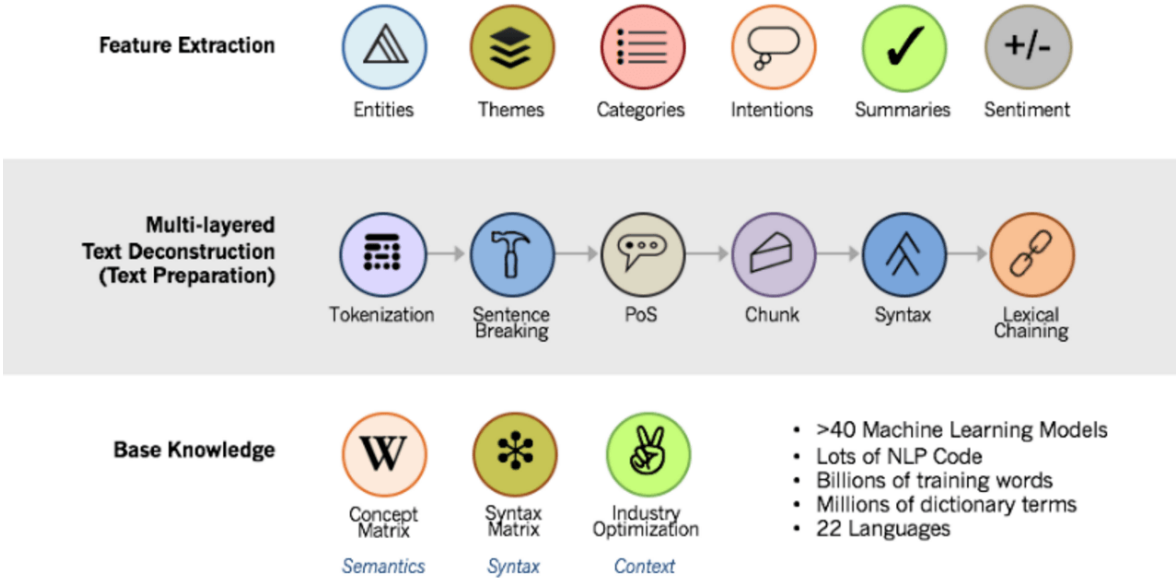 Feature Extraction
Entities
Themes
Categories
Intentions
Summaries
+/-
Sentiment
Multi-layered
Text Deconstruction
(Text Preparation)
Tokenization
Sentence
Breaking
PoS
Chunk
Syntax
Lexical
Chaining
Base Knowledge
W
Concept
Matrix
Semantics
Syntax
Matrix
Syntax
Industry
Optimization
Context
• >40 Machine Learning Models
• Lots of NLP Code
• Billions of training words
• Millions of dictionary terms
• 22 Languages